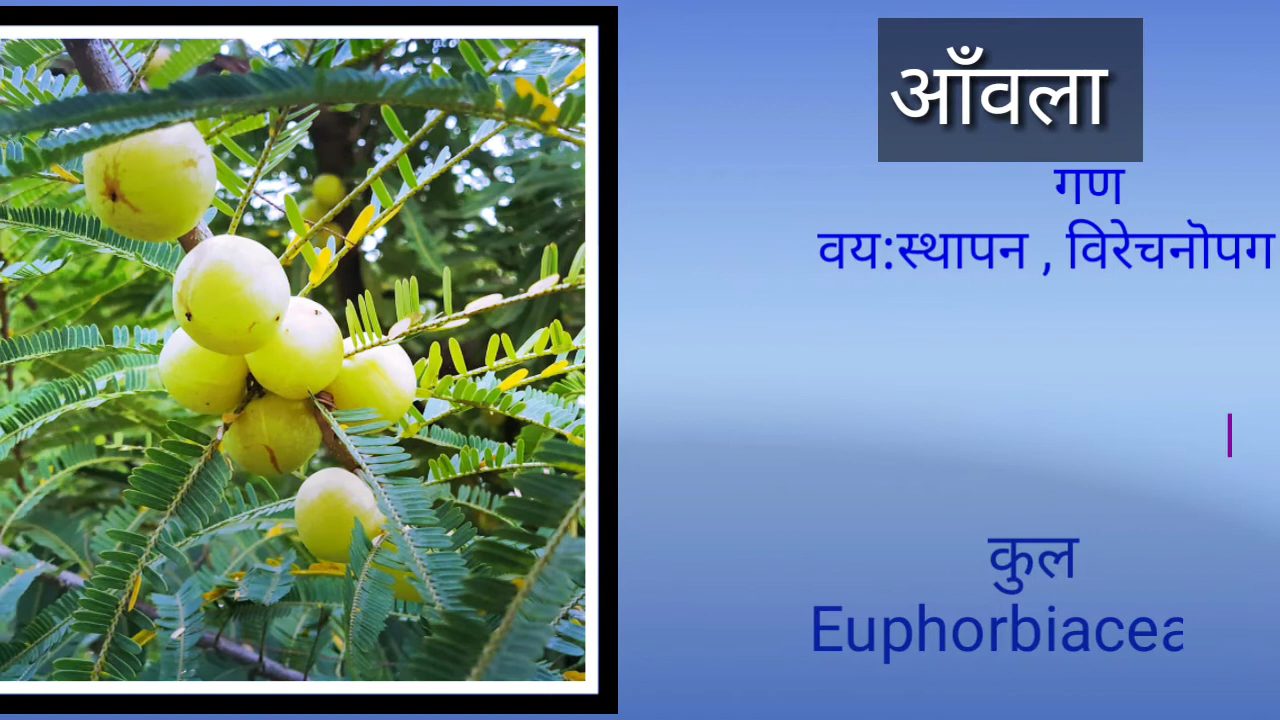 आँवला
गण
वय:स्थापन , विरेचनॊपग
|
कुल
Euphorbiacea